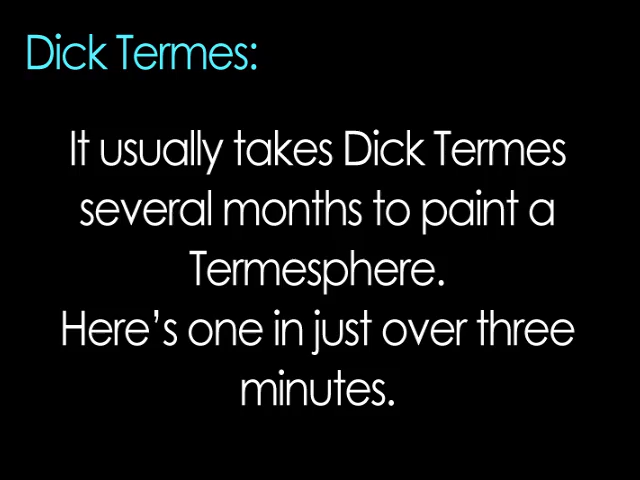 Dick Termes:
It usually takes Dick Termes
several months to paint a
Termesphere.
Here’s one in just over three
minutes.